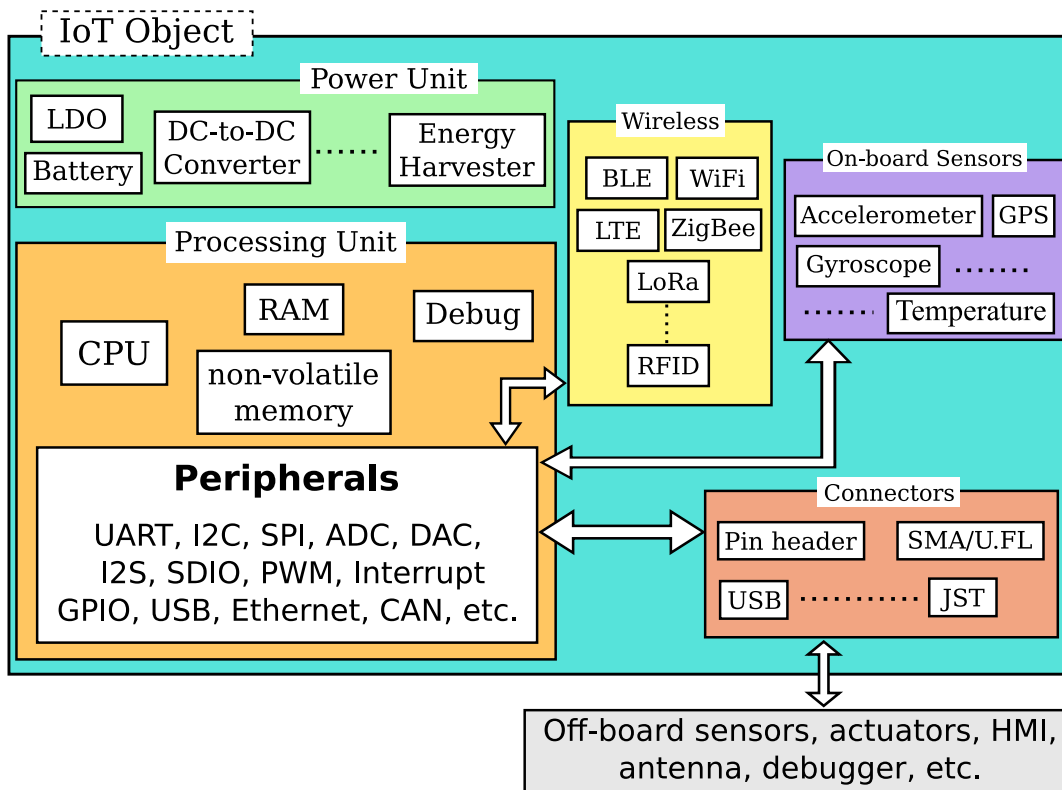 IoT Object
Power Unit
LDO
Battery
DC-to-DC
Converter
Energy
Harvester
Wireless
BLE
WiFi
LTE
ZigBee
LoRa
RFID
On-board Sensors
Accelerometer
GPS
Gyroscope
Temperature
Processing Unit
CPU
RAM
Debug
non-volatile
memory
Peripherals
UART, I2C, SPI, ADC, DAC,
I2S, SDIO, PWM, Interrupt
GPIO, USB, Ethernet, CAN, etc.
Connectors
Pin header
SMA/U.FL
USB
JST
Off-board sensors, actuators, HMI,
antenna, debugger, etc.